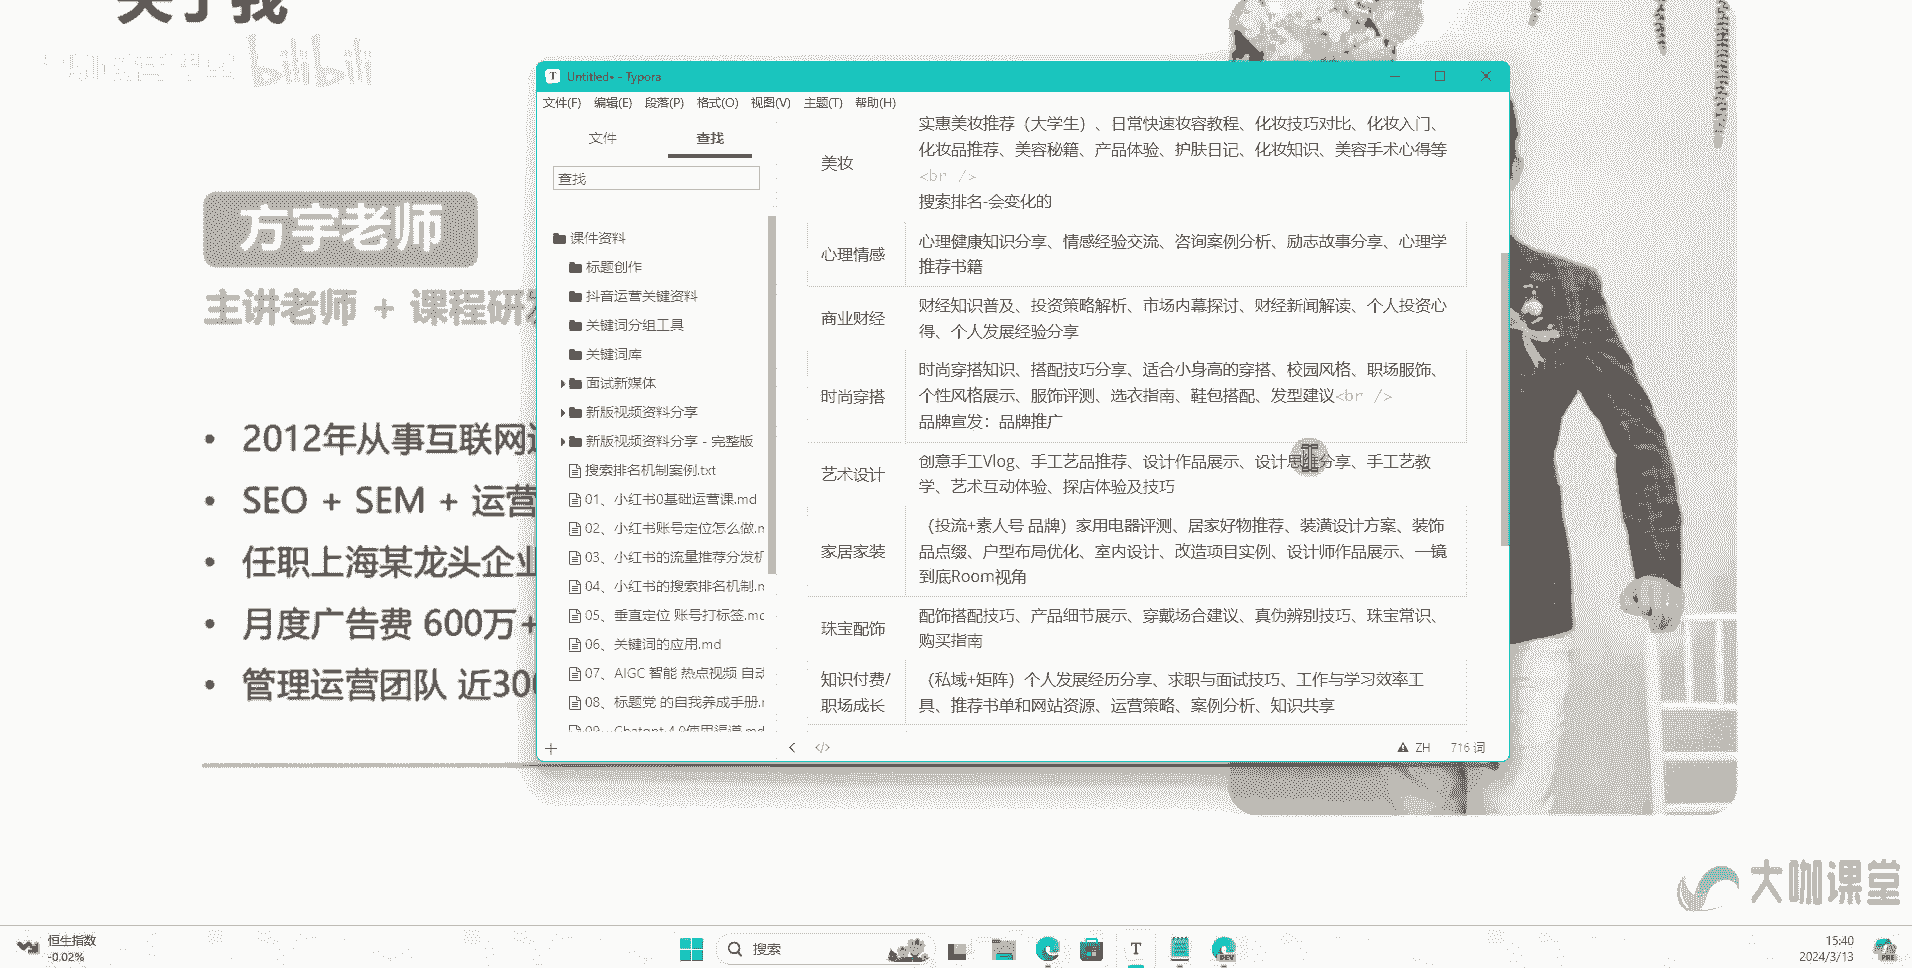 关于我
bilibili
方宇老师
主讲老师 + 课程研发
• 2012年从事互联网运
• SEO + SEM + 运营
• 任职上海某龙头企业
• 月度广告费 600万+
• 管理运营团队 近300
Untitled• - Typora
文件(F) 编辑(E) 段落(P) 格式(O) 视图(V) 主题(T) 帮助(H)
文件 查找
查找
课件资料
标题创作
抖音运营关键资料
关键词分组工具
关键词库
面试新媒体
新版视频资料分享
新版视频资料分享 - 完整版
搜索排名机制案例.txt
01、小红书0基础运营课.md
02、小红书账号定位怎么做.m
03、小红书的流量推荐分发机
04、小红书的搜索排名机制.m
05、垂直定位 账号打标签.mc
06、关键词的应用.md
07、AIGC 智能 热点视频 自动
08、标题党 的自我养成手册.r
09、Chatgpt 4.0使用渠道.md
美妆
实惠美妆推荐（大学生）、日常快速妆容教程、化妆技巧对比、化妆入门、
化妆品推荐、美容秘籍、产品体验、护肤日记、化妆知识、美容手术心得等
<br />
搜索排名-会变化的
心理情感
心理健康知识分享、情感经验交流、咨询案例分析、励志故事分享、心理学
推荐书籍
商业财经
财经知识普及、投资策略解析、市场内幕探讨、财经新闻解读、个人投资心
得、个人发展经验分享
时尚穿搭
时尚穿搭知识、搭配技巧分享、适合小身高的穿搭、校园风格、职场服饰、
个性风格展示、服饰评测、选衣指南、鞋包搭配、发型建议<br />
品牌宣发：品牌推广
艺术设计
创意手工Vlog、手工艺品推荐、设计作品展示、设计思维分享、手工艺教
学、艺术互动体验、探店体验及技巧
家居家装
（投流+素人号 品牌）家用电器评测、居家好物推荐、装潢设计方案、装饰
品点缀、户型布局优化、室内设计、改造项目实例、设计师作品展示、一镜
到底Room视角
珠宝配饰
配饰搭配技巧、产品细节展示、穿戴场合建议、真伪辨别技巧、珠宝常识、
购买指南
知识付费/
职场成长
（私域+矩阵）个人发展经历分享、求职与面试技巧、工作与学习效率工
具、推荐书单和网站资源、运营策略、案例分析、知识共享
ZH 716 词
大咖课堂
恒生指数
-0.02%
搜索
DEV
15:40
2024/3/13
PRE